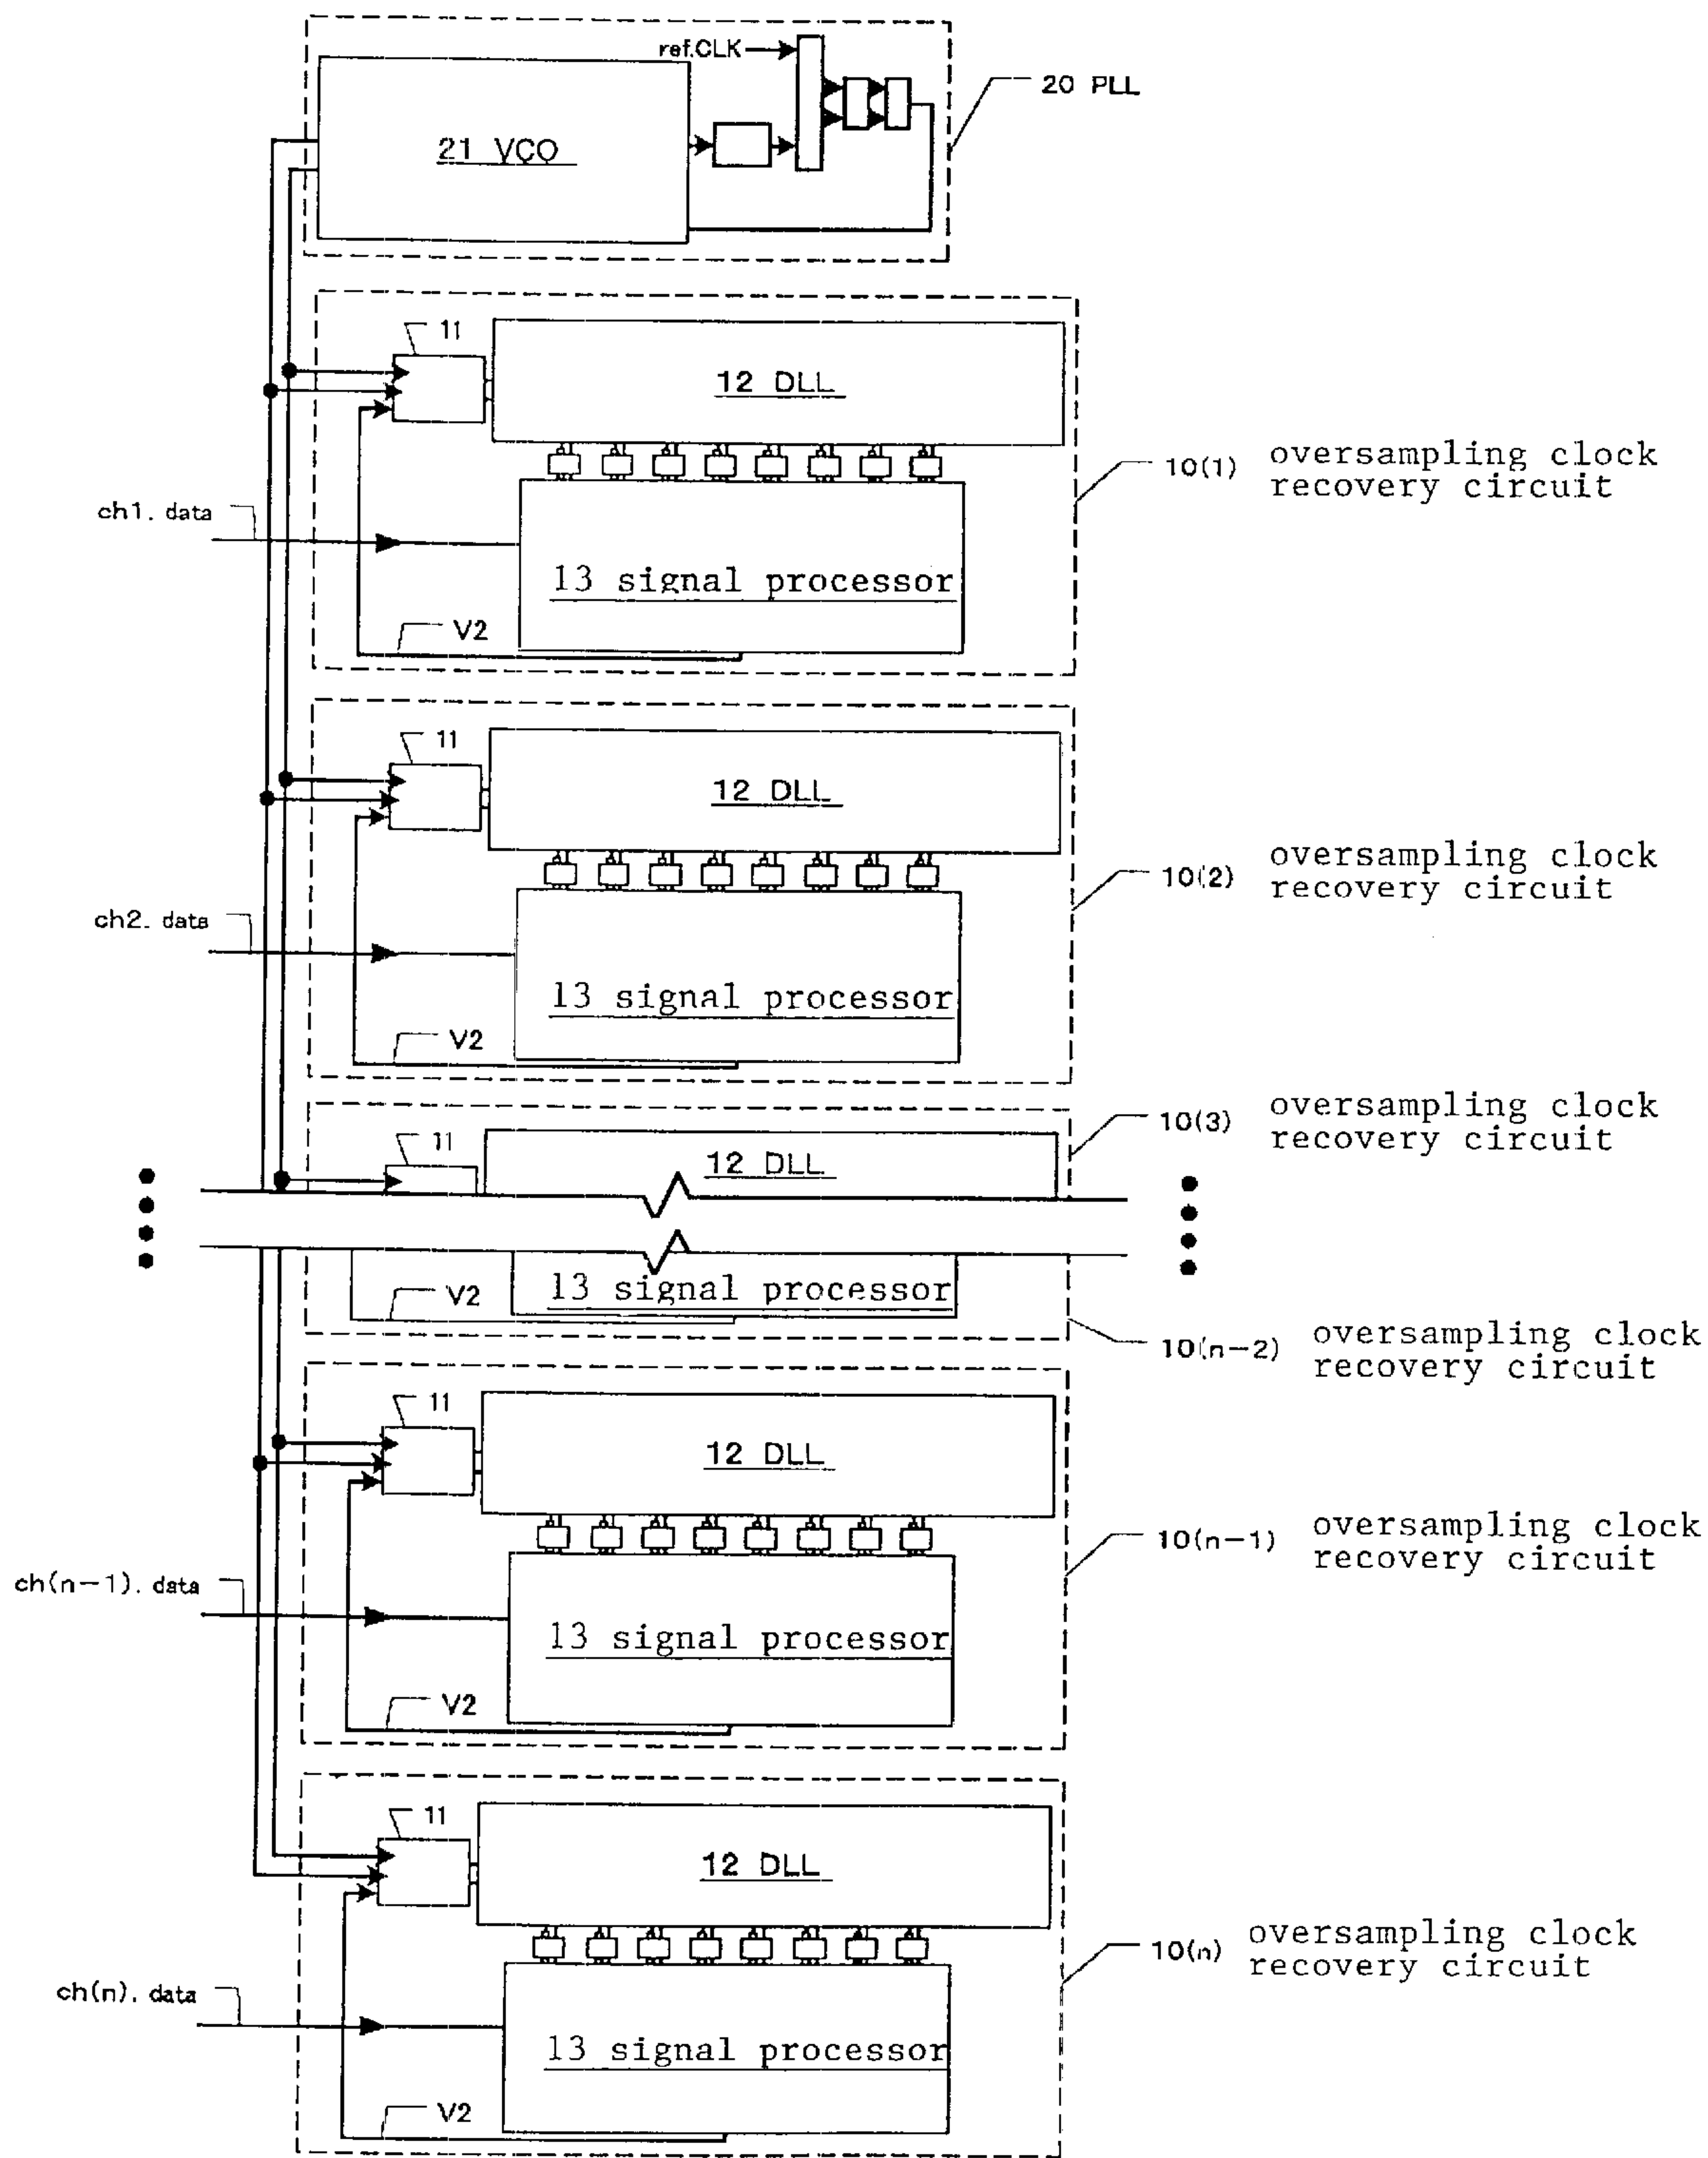 ref.CLK
20 PLL
21 VCO
11
12 DLL
10(1) oversampling clock
recovery circuit
ch1. data
13 signal processor
V2
11
12 DLL
10(2) oversampling clock
recovery circuit
ch2. data
13 signal processor
V2
10(3) oversampling clock
recovery circuit
11
12 DLL
13 signal processor
V2
10(n-2) oversampling clock
recovery circuit
11
12 DLL
10(n-1) oversampling clock
recovery circuit
ch(n-1). data
13 signal processor
V2
11
12 DLL
10(n) oversampling clock
recovery circuit
ch(n). data
13 signal processor
V2